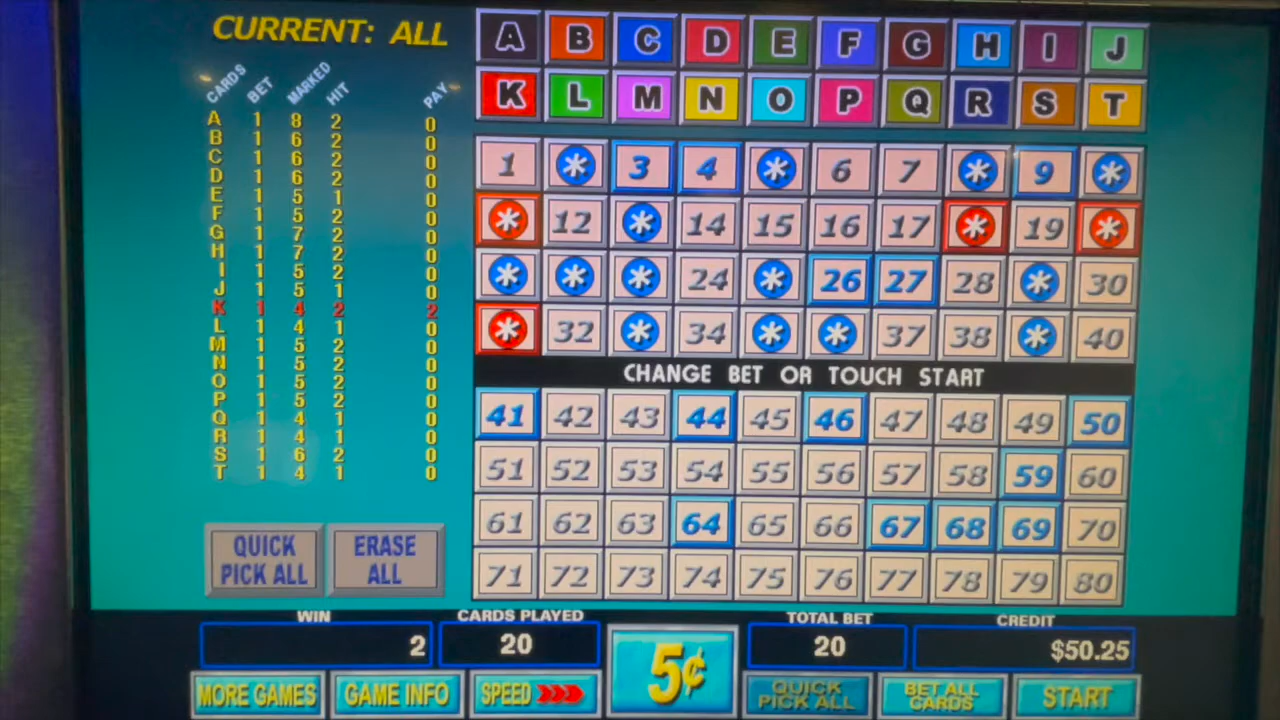 CURRENT: ALL
CARDS BET MARKED HIT PAY
A 1 8 2 0
B 1 6 2 0
C 1 6 2 0
D 1 6 2 0
E 1 5 1 0
F 1 5 2 0
G 1 7 2 0
H 1 7 2 0
I 1 5 2 0
J 1 5 1 0
K 1 4 2 2
L 1 4 1 0
M 1 5 2 0
N 1 5 2 0
O 1 5 2 0
P 1 5 2 0
Q 1 4 1 0
R 1 4 1 0
S 1 6 2 0
T 1 4 1 0
QUICK PICK ALL
ERASE ALL
A B C D E F G H I J
K L M N O P Q R S T
1 * 3 4 * 6 7 * 9 *
* 12 * 14 15 16 17 * 19 *
* * * 24 * 26 27 28 * 30
* 32 * 34 * * 37 38 * 40
CHANGE BET OR TOUCH START
41 42 43 44 45 46 47 48 49 50
51 52 53 54 55 56 57 58 59 60
61 62 63 64 65 66 67 68 69 70
71 72 73 74 75 76 77 78 79 80
WIN CARDS PLAYED TOTAL BET CREDIT
2 20 20 $50.25
MORE GAMES
GAME INFO
SPEED
5¢
QUICK PICK ALL
BET ALL CARDS
START